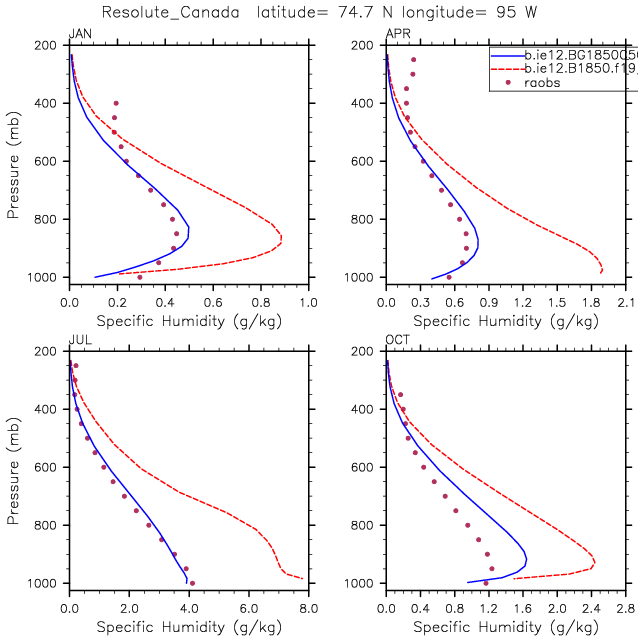 Resolute_Canada latitude= 74.7 N longitude= 95 W
JAN
200
400
600
800
1000
Pressure (mb)
0.0 0.2 0.4 0.6 0.8 1.0
Specific Humidity (g/kg)
APR
b.ie12.BG1850C5
b.ie12.B1850.f19
raobs
200
400
600
800
1000
0.0 0.3 0.6 0.9 1.2 1.5 1.8 2.1
Specific Humidity (g/kg)
JUL
200
400
600
800
1000
Pressure (mb)
0.0 2.0 4.0 6.0 8.0
Specific Humidity (g/kg)
OCT
200
400
600
800
1000
0.0 0.4 0.8 1.2 1.6 2.0 2.4 2.8
Specific Humidity (g/kg)